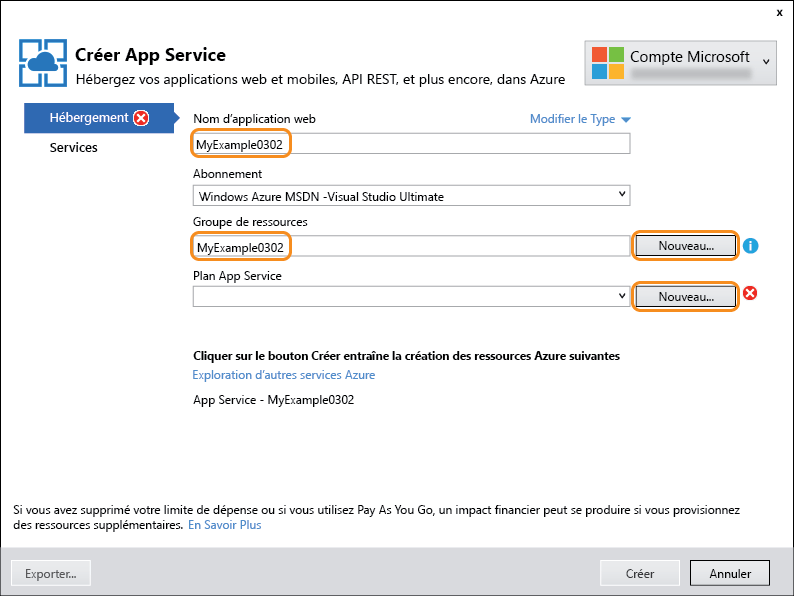 x
Créer App Service
Hébergez vos applications web et mobiles, API REST, et plus encore, dans Azure
Compte Microsoft
Hébergement
Services
Nom d'application web
Modifier le Type
MyExample0302
Abonnement
Windows Azure MSDN -Visual Studio Ultimate
Groupe de ressources
MyExample0302
Nouveau...
Plan App Service
Nouveau...
Cliquer sur le bouton Créer entraîne la création des ressources Azure suivantes
Exploration d'autres services Azure
App Service - MyExample0302
Si vous avez supprimé votre limite de dépense ou si vous utilisez Pay As You Go, un impact financier peut se produire si vous provisionnez
des ressources supplémentaires. En Savoir Plus
Exporter...
Créer
Annuler